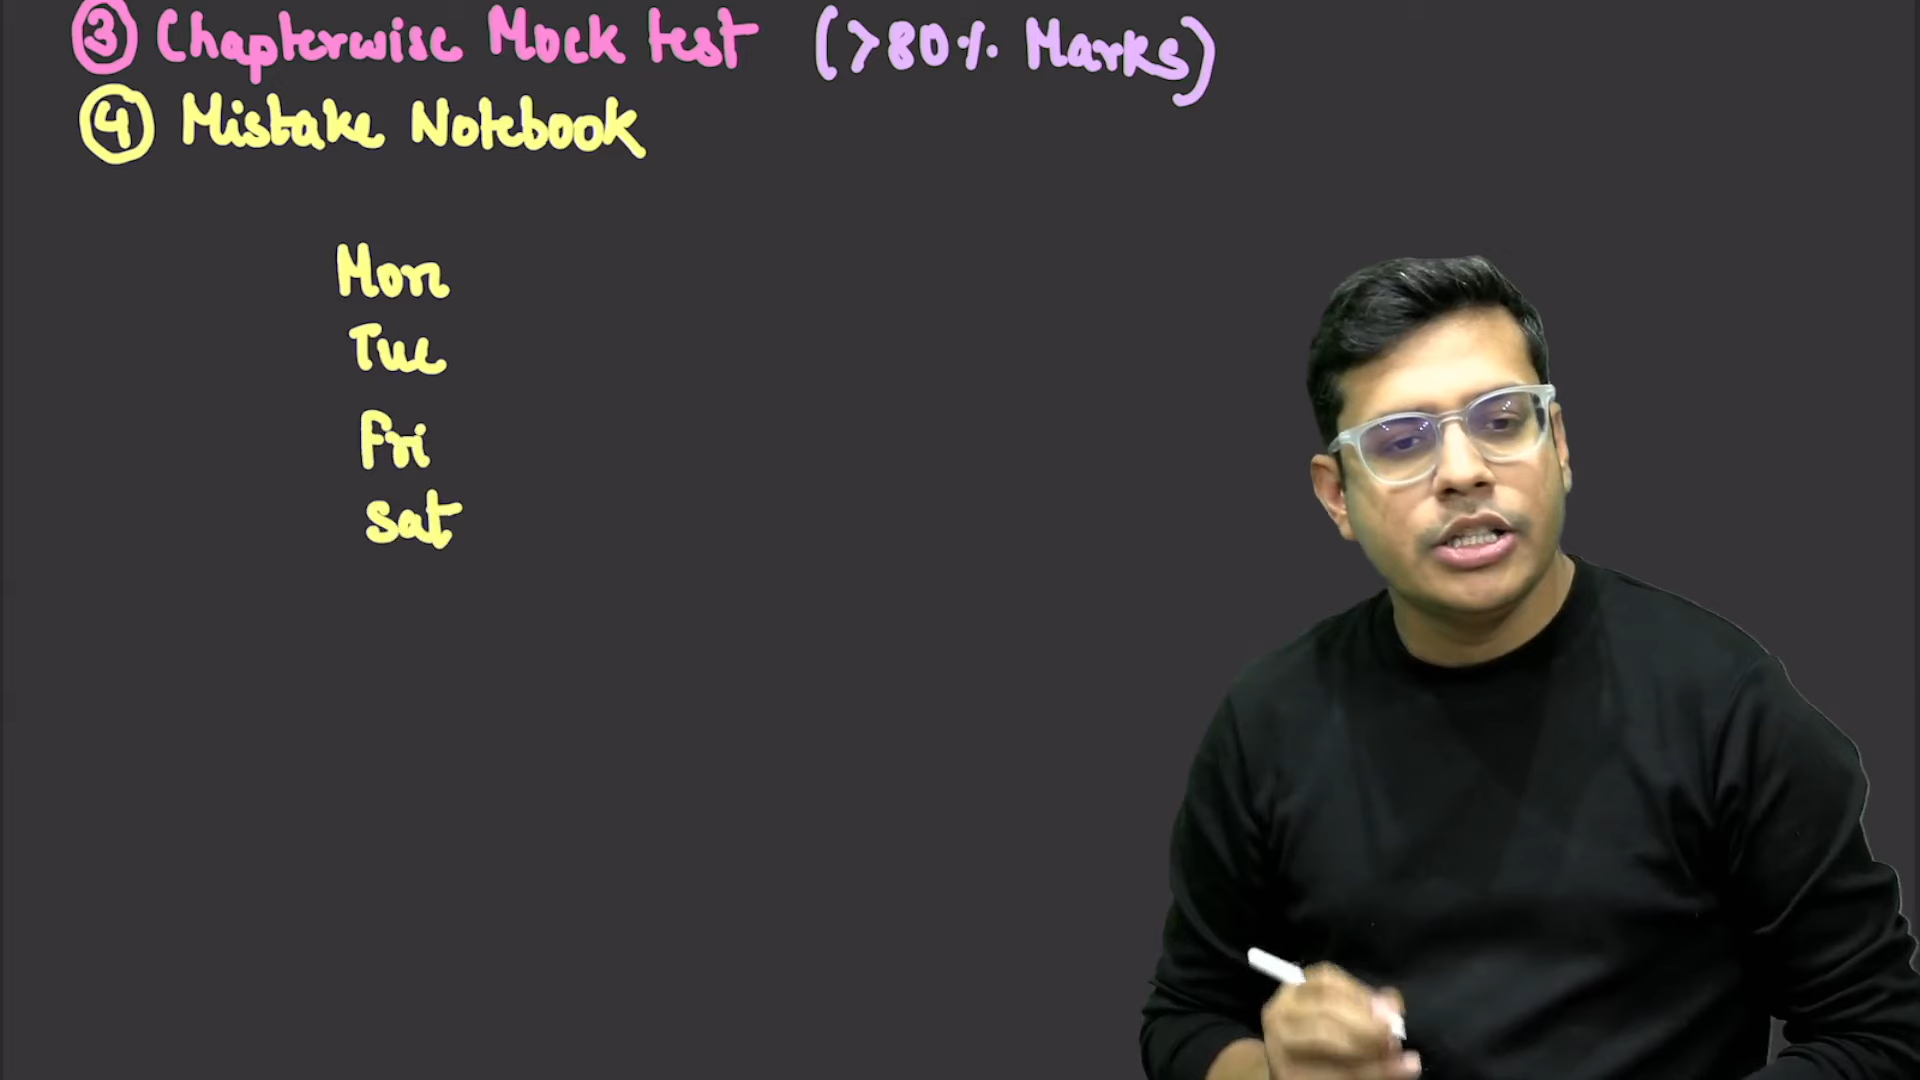 ③ Chapterwise Mock test (>80% Marks)
④ Mistake Notebook
Mon
Tue
Fri
Sat